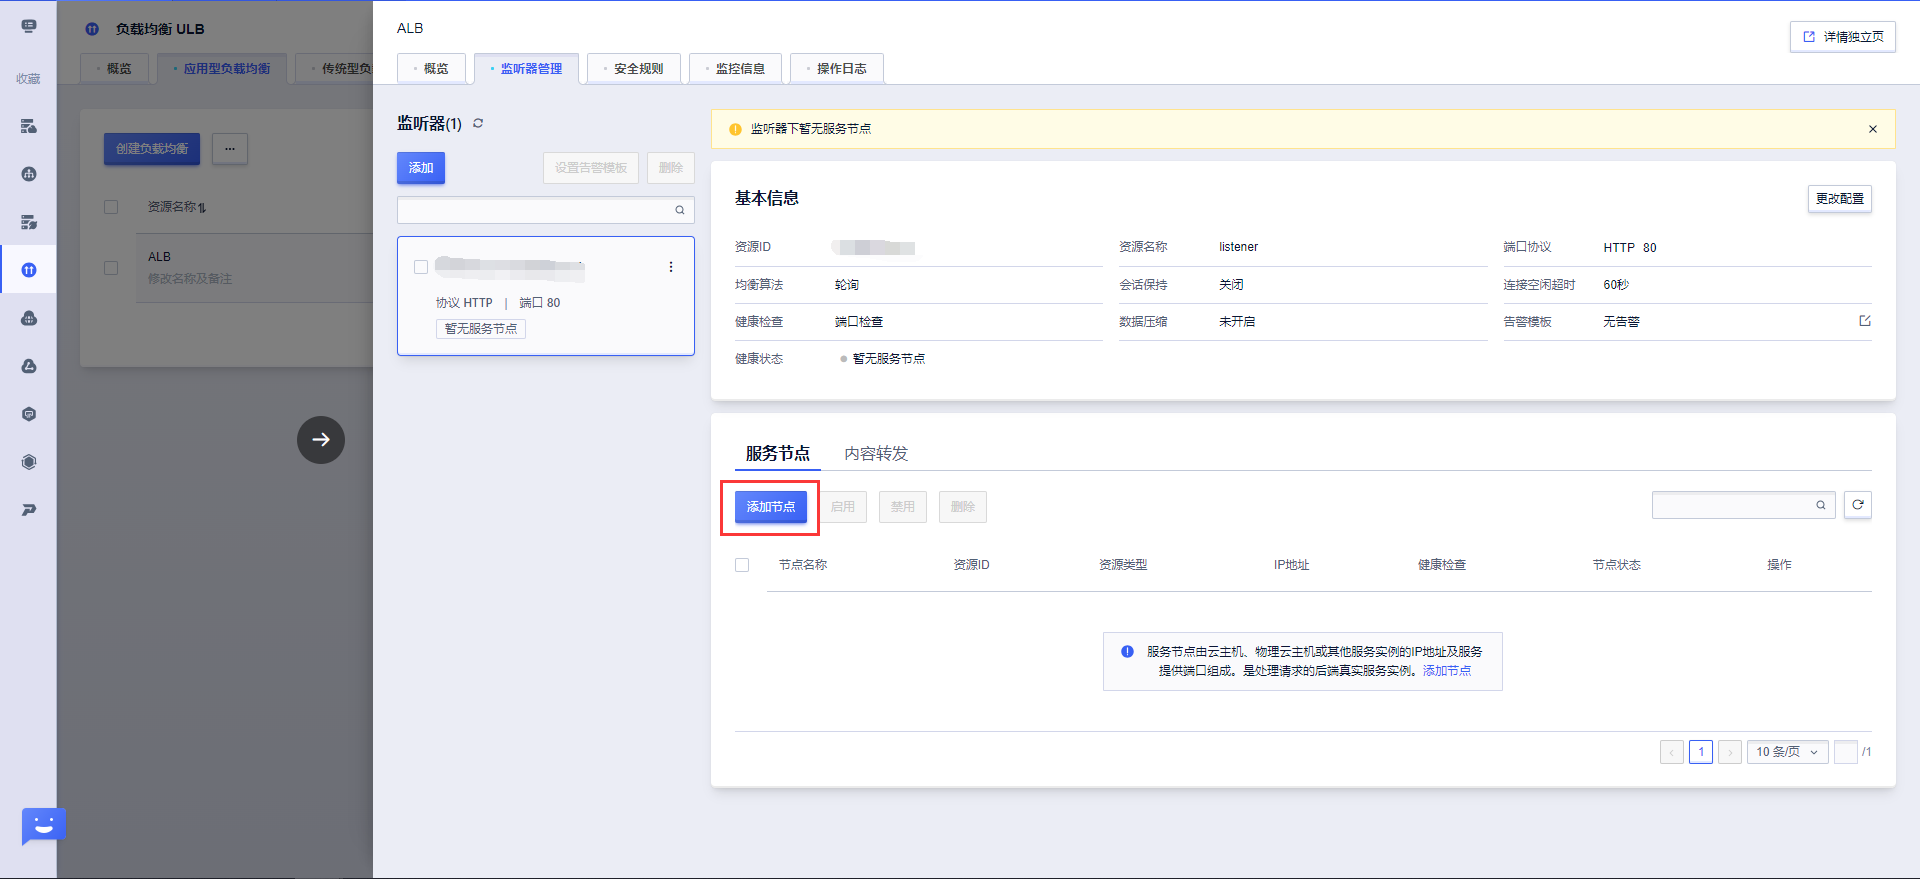 收藏
负载均衡 ULB
概览
应用型负载均衡
传统型负
创建负载均衡
...
资源名称
ALB
修改名称及备注
ALB
详情独立页
概览
监听器管理
安全规则
监控信息
操作日志
监听器(1)
添加
设置告警模板
删除
协议 HTTP | 端口 80
暂无服务节点
监听器下暂无服务节点
基本信息
更改配置
资源ID
资源名称 listener
端口协议 HTTP 80
均衡算法 轮询
会话保持 关闭
连接空闲超时 60秒
健康检查 端口检查
数据压缩 未开启
告警模板 无告警
健康状态 暂无服务节点
服务节点
内容转发
添加节点
启用
禁用
删除
节点名称 资源ID 资源类型 IP地址 健康检查 节点状态 操作
服务节点由云主机、物理云主机或其他服务实例的IP地址及服务
提供端口组成。是处理请求的后端真实服务实例。添加节点
1
10 条/页
/1